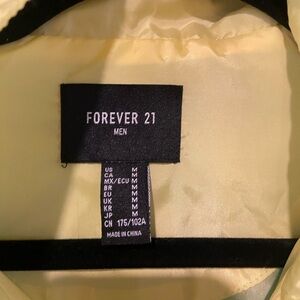 FOREVER 21
MEN
US M
CA M
MX/ECU M
BR M
EU M
UK M
KR M
JP M
CN 175/102A
MADE IN CHINA